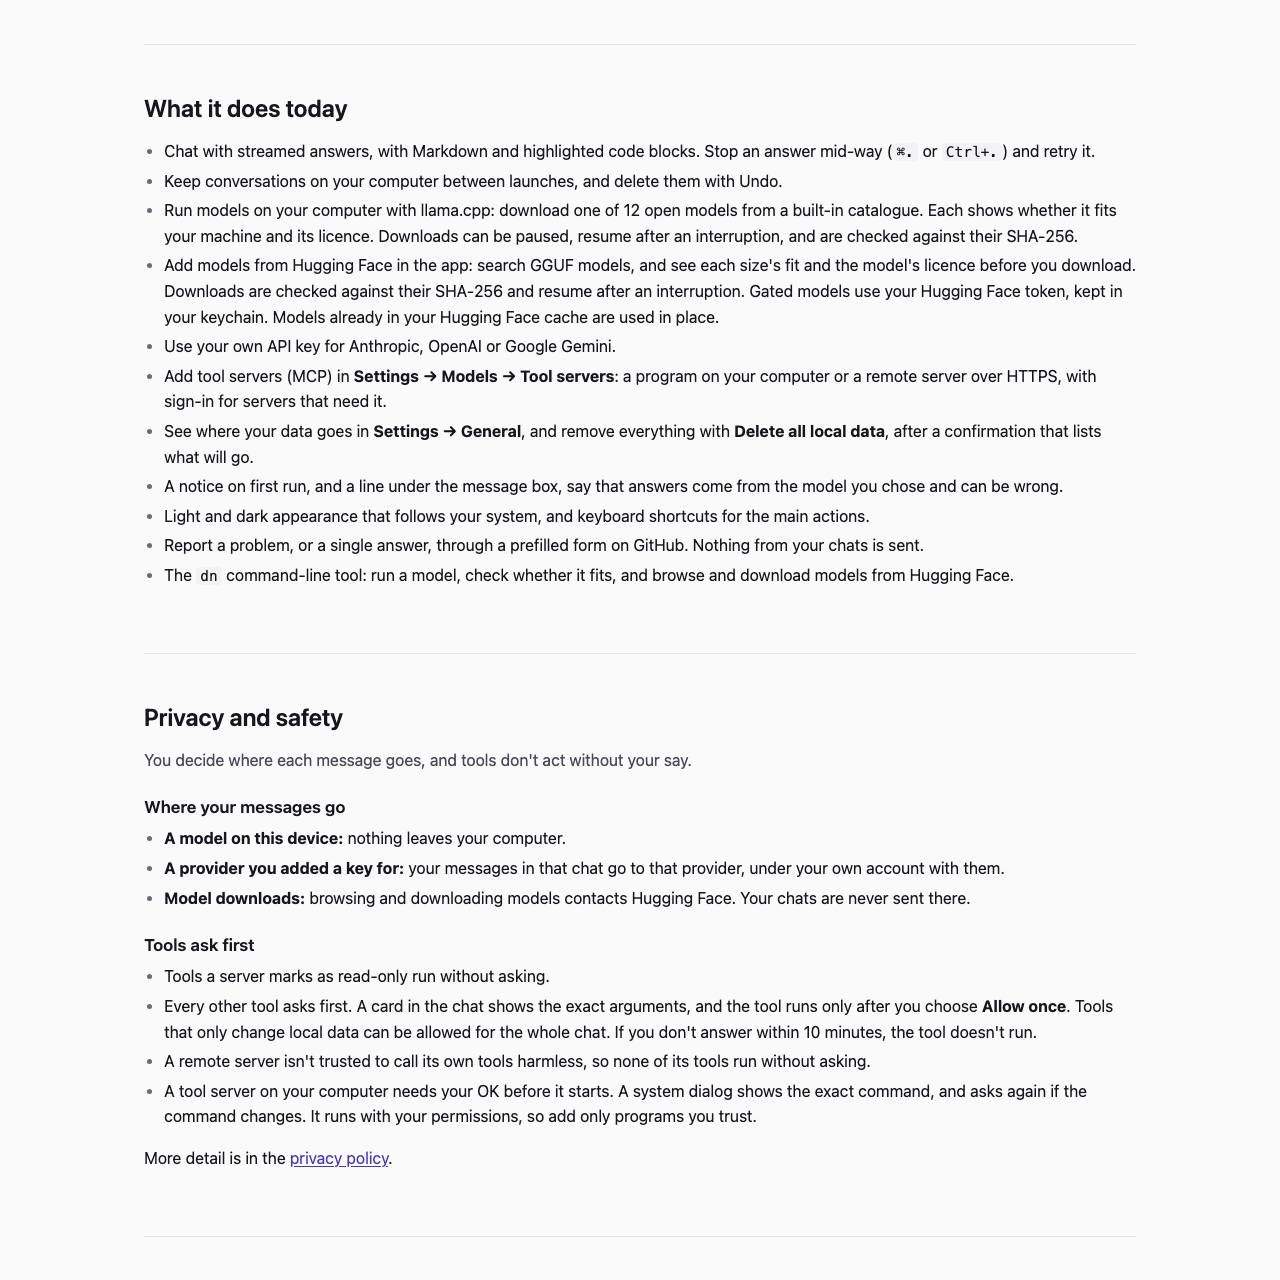 What it does today
Chat with streamed answers, with Markdown and highlighted code blocks. Stop an answer mid-way ( ⌘. or Ctrl+. ) and retry it.
Keep conversations on your computer between launches, and delete them with Undo.
Run models on your computer with llama.cpp: download one of 12 open models from a built-in catalogue. Each shows whether it fits
your machine and its licence. Downloads can be paused, resume after an interruption, and are checked against their SHA-256.
Add models from Hugging Face in the app: search GGUF models, and see each size's fit and the model's licence before you download.
Downloads are checked against their SHA-256 and resume after an interruption. Gated models use your Hugging Face token, kept in
your keychain. Models already in your Hugging Face cache are used in place.
Use your own API key for Anthropic, OpenAI or Google Gemini.
Add tool servers (MCP) in Settings → Models → Tool servers: a program on your computer or a remote server over HTTPS, with
sign-in for servers that need it.
See where your data goes in Settings → General, and remove everything with Delete all local data, after a confirmation that lists
what will go.
A notice on first run, and a line under the message box, say that answers come from the model you chose and can be wrong.
Light and dark appearance that follows your system, and keyboard shortcuts for the main actions.
Report a problem, or a single answer, through a prefilled form on GitHub. Nothing from your chats is sent.
The dn command-line tool: run a model, check whether it fits, and browse and download models from Hugging Face.
Privacy and safety
You decide where each message goes, and tools don't act without your say.
Where your messages go
A model on this device: nothing leaves your computer.
A provider you added a key for: your messages in that chat go to that provider, under your own account with them.
Model downloads: browsing and downloading models contacts Hugging Face. Your chats are never sent there.
Tools ask first
Tools a server marks as read-only run without asking.
Every other tool asks first. A card in the chat shows the exact arguments, and the tool runs only after you choose Allow once. Tools
that only change local data can be allowed for the whole chat. If you don't answer within 10 minutes, the tool doesn't run.
A remote server isn't trusted to call its own tools harmless, so none of its tools run without asking.
A tool server on your computer needs your OK before it starts. A system dialog shows the exact command, and asks again if the
command changes. It runs with your permissions, so add only programs you trust.
More detail is in the privacy policy.